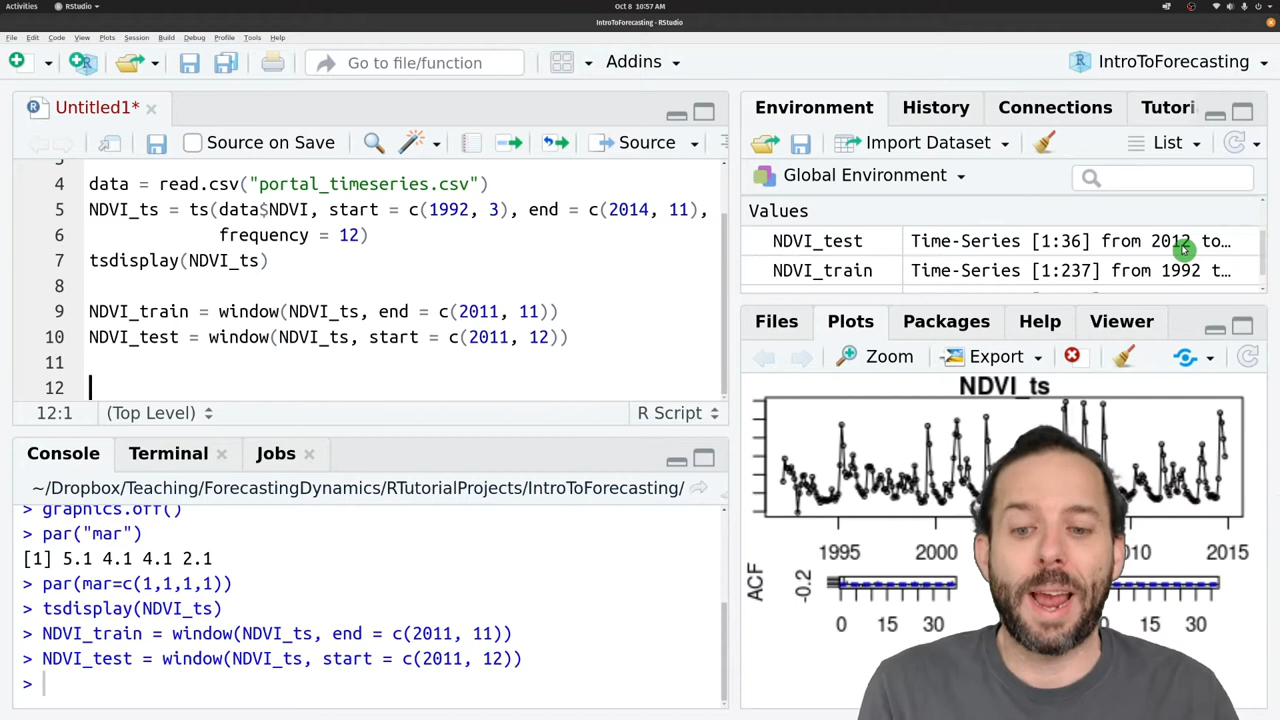 Activities RStudio Oct 8 10:57 AM
IntroToForecasting - RStudio
File Edit Code View Plots Session Build Debug Profile Tools Help
Go to file/function Addins IntroToForecasting
Untitled1*
Source on Save Source
4 data = read.csv("portal_timeseries.csv")
5 NDVI_ts = ts(data$NDVI, start = c(1992, 3), end = c(2014, 11),
6 frequency = 12)
7 tsdisplay(NDVI_ts)
8
9 NDVI_train = window(NDVI_ts, end = c(2011, 11))
10 NDVI_test = window(NDVI_ts, start = c(2011, 12))
11
12
12:1 (Top Level) R Script
Console Terminal Jobs
~/Dropbox/Teaching/ForecastingDynamics/RTutorialProjects/IntroToForecasting/
> graphics.off()
> par("mar")
[1] 5.1 4.1 4.1 2.1
> par(mar=c(1,1,1,1))
> tsdisplay(NDVI_ts)
> NDVI_train = window(NDVI_ts, end = c(2011, 11))
> NDVI_test = window(NDVI_ts, start = c(2011, 12))
>
Environment History Connections Tutori
Import Dataset List
Global Environment
Values
NDVI_test Time-Series [1:36] from 2012 to…
NDVI_train Time-Series [1:237] from 1992 t…
Files Plots Packages Help Viewer
Zoom Export
NDVI_ts
1995 2000 010 2015
ACF
-0.2
0 15 30 0 15 30